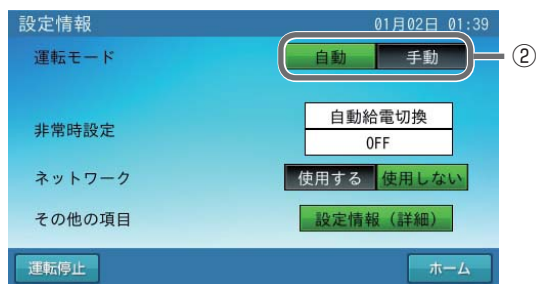 設定情報 01月02日 01:39
運転モード 自動 手動 ②
非常時設定 自動給電切換
OFF
ネットワーク 使用する 使用しない
その他の項目 設定情報（詳細）
運転停止 ホーム